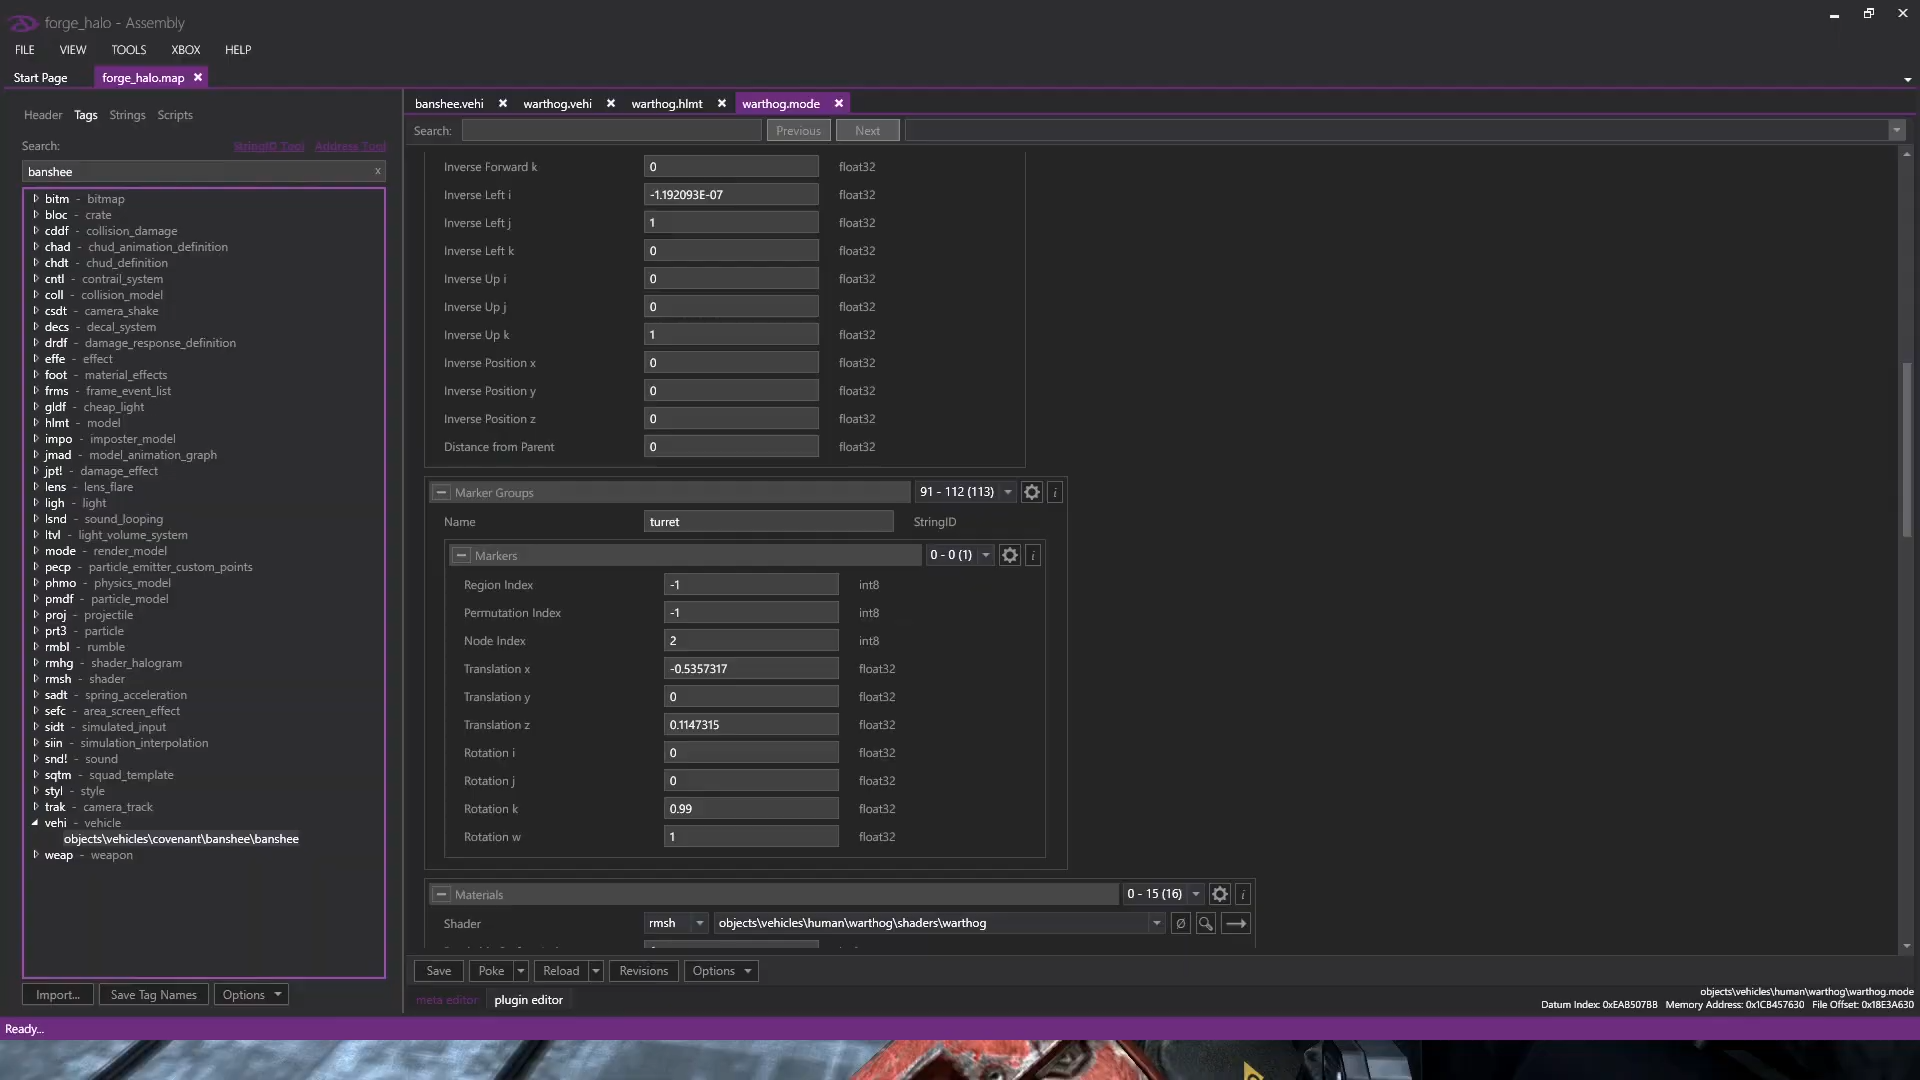 forge_halo - Assembly
FILE VIEW TOOLS XBOX HELP
Start Page forge_halo.map
Header Tags Strings Scripts
Search: StringID Tool Address Tool
banshee x
bitm - bitmap
bloc - crate
cddf - collision_damage
chad - chud_animation_definition
chdt - chud_definition
cntl - contrail_system
coll - collision_model
csdt - camera_shake
decs - decal_system
drdf - damage_response_definition
effe - effect
foot - material_effects
frms - frame_event_list
gldf - cheap_light
hlmt - model
impo - imposter_model
jmad - model_animation_graph
jpt! - damage_effect
lens - lens_flare
ligh - light
lsnd - sound_looping
ltvl - light_volume_system
mode - render_model
pecp - particle_emitter_custom_points
phmo - physics_model
pmdf - particle_model
proj - projectile
prt3 - particle
rmbl - rumble
rmhg - shader_halogram
rmsh - shader
sadt - spring_acceleration
sefc - area_screen_effect
sidt - simulated_input
siin - simulation_interpolation
snd! - sound
sqtm - squad_template
styl - style
trak - camera_track
vehi - vehicle
objects\vehicles\covenant\banshee\banshee
weap - weapon
Import... Save Tag Names Options
banshee.vehi warthog.vehi warthog.hlmt warthog.mode
Search: Previous Next
Inverse Forward k 0 float32
Inverse Left i -1.192093E-07 float32
Inverse Left j 1 float32
Inverse Left k 0 float32
Inverse Up i 0 float32
Inverse Up j 0 float32
Inverse Up k 1 float32
Inverse Position x 0 float32
Inverse Position y 0 float32
Inverse Position z 0 float32
Distance from Parent 0 float32
Marker Groups 91 - 112 (113) i
Name turret StringID
Markers 0 - 0 (1) i
Region Index -1 int8
Permutation Index -1 int8
Node Index 2 int8
Translation x -0.5357317 float32
Translation y 0 float32
Translation z 0.1147315 float32
Rotation i 0 float32
Rotation j 0 float32
Rotation k 0.99 float32
Rotation w 1 float32
Materials 0 - 15 (16) i
Shader rmsh objects\vehicles\human\warthog\shaders\warthog
Save Poke Reload Revisions Options
meta editor plugin editor
objects\vehicles\human\warthog\warthog.mode
Datum Index: 0xEAB507BB Memory Address: 0x1CB457630 File Offset: 0x18E3A630
Ready...